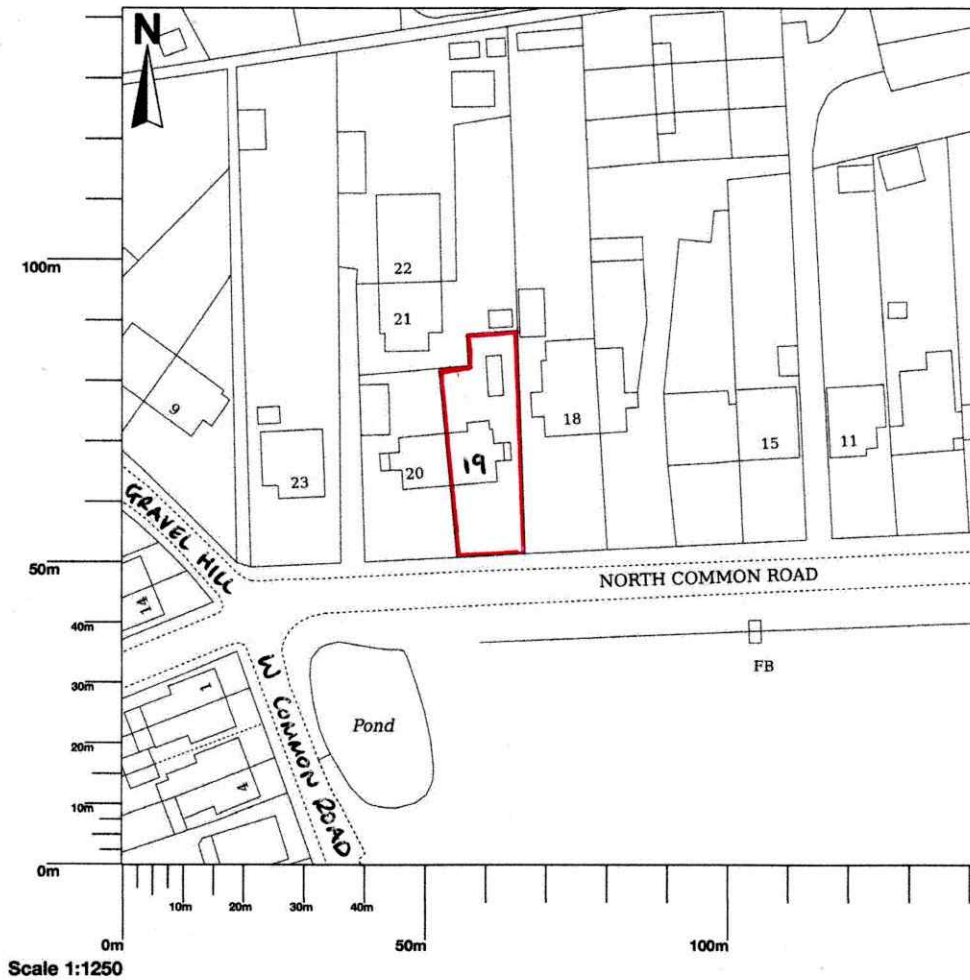 N
100m
22
21
9
18
15
11
23
20
19
GRAVEL HILL
50m
NORTH COMMON ROAD
14
40m
FB
30m
1
W COMMON ROAD
Pond
20m
4
10m
0m
10m
20m
30m
40m
0m
50m
100m
Scale 1:1250